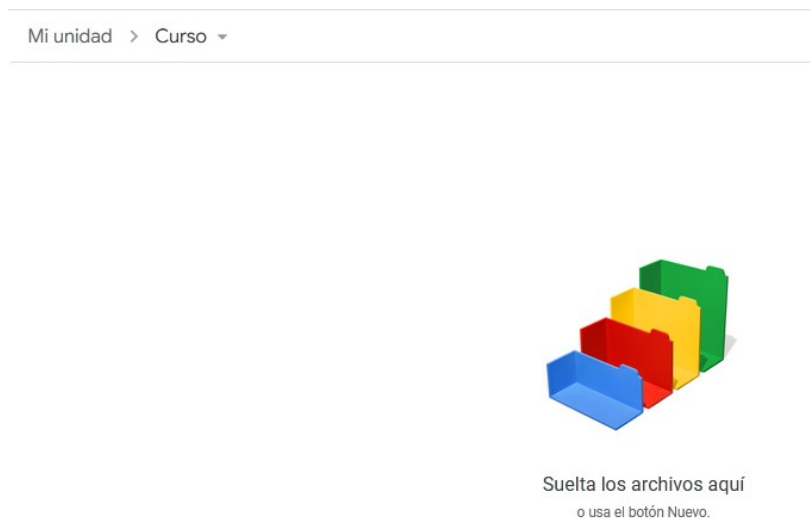 Mi unidad > Curso
Suelta los archivos aquí
o usa el botón Nuevo.